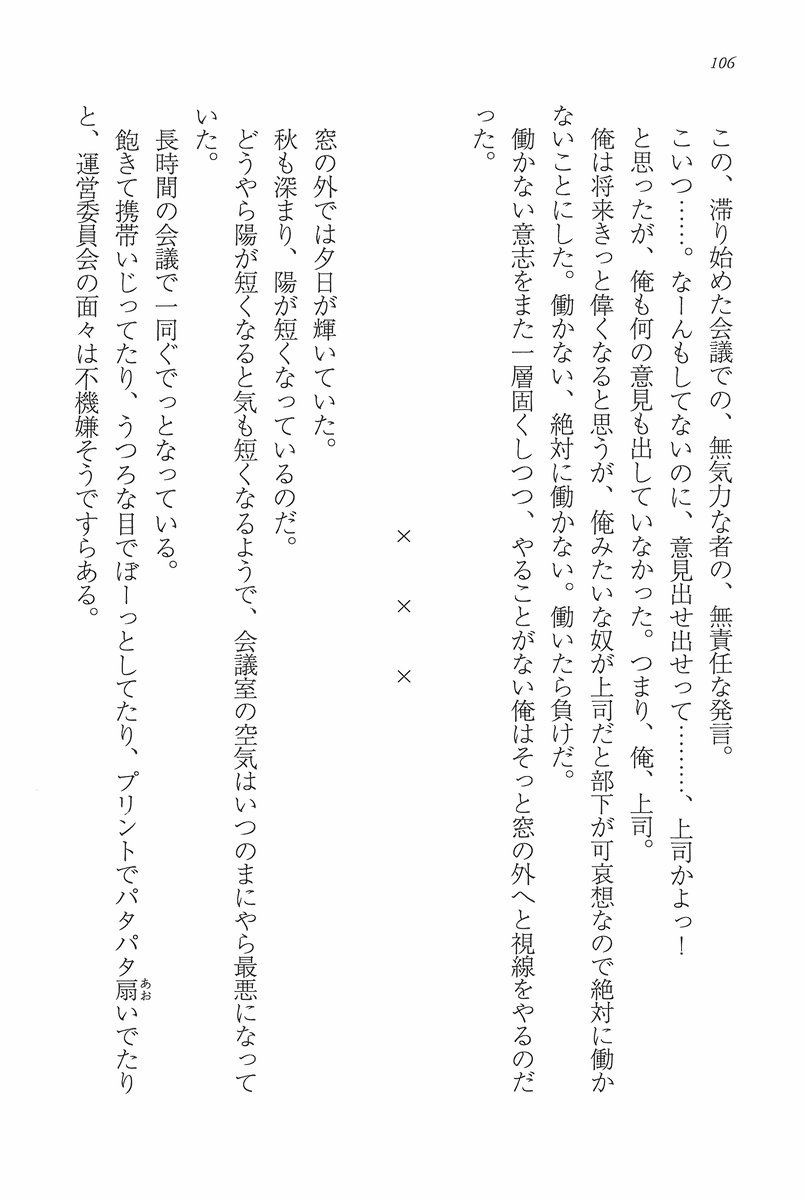 106
この、滞り始めた会議での、無気力な者の、無責任な発言。
こいつ……。なーんもしてないのに、意見出せ出せって………、上司かよっ！
と思ったが、俺も何の意見も出していなかった。つまり、俺、上司。
俺は将来きっと偉くなると思うが、俺みたいな奴が上司だと部下が可哀想なので絶対に働か
ないことにした。働かない、絶対に働かない。働いたら負けだ。
働かない意志をまた一層固くしつつ、やることがない俺はそっと窓の外へと視線をやるのだ
った。
× × ×
窓の外では夕日が輝いていた。
秋も深まり、陽が短くなっているのだ。
どうやら陽が短くなると気も短くなるようで、会議室の空気はいつのまにやら最悪になって
いた。
長時間の会議で一同ぐでっとなっている。
飽きて携帯いじってたり、うつろな目でぼーっとしてたり、プリントでパタパタ扇あおいでたり
と、運営委員会の面々は不機嫌そうですらある。